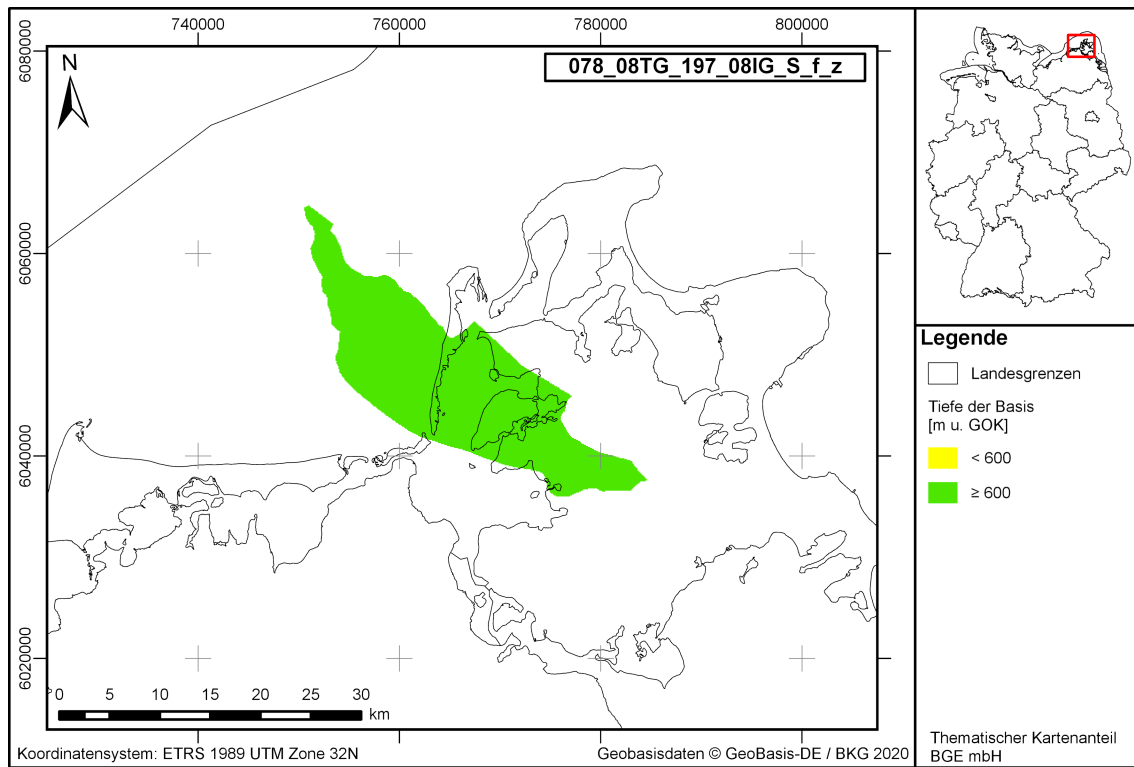 740000
760000
780000
800000
6080000
6060000
6040000
6020000
N
078_08TG_197_08IG_S_f_z
0 5 10 15 20 25 30
km
Koordinatensystem: ETRS 1989 UTM Zone 32N
Geobasisdaten © GeoBasis-DE / BKG 2020
Legende
Landesgrenzen
Tiefe der Basis
[m u. GOK]
< 600
≥ 600
Thematischer Kartenanteil
BGE mbH